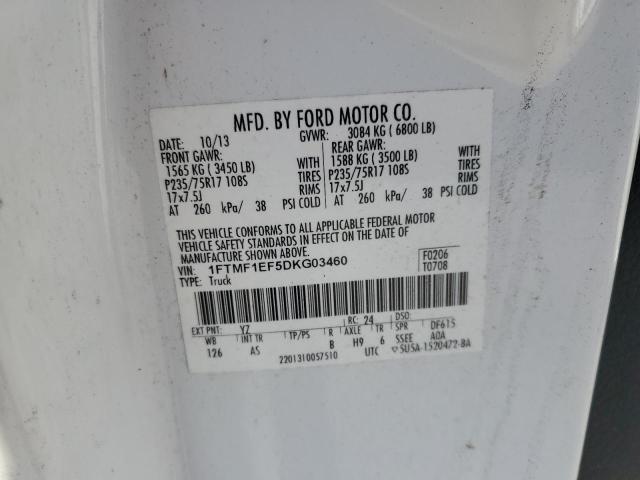 MFD. BY FORD MOTOR CO.
DATE: 10/13 GVWR: 3084 KG ( 6800 LB)
FRONT GAWR: REAR GAWR:
1565 KG ( 3450 LB) WITH 1588 KG ( 3500 LB) WITH
P235/75R17 108S TIRES P235/75R17 108S TIRES
17x7.5J RIMS 17x7.5J RIMS
AT 260 kPa/ 38 PSI COLD AT 260 kPa/ 38 PSI COLD
THIS VEHICLE CONFORMS TO ALL APPLICABLE FEDERAL MOTOR
VEHICLE SAFETY STANDARDS IN EFFECT ON THE DATE OF
MANUFACTURE SHOWN ABOVE.
VIN: 1FTMF1EF5DKG03460 F0206
TYPE: Truck T0708
EXT PNT: YZ RC: 24 DSO:
WB INT TR TP/PS R AXLE TR SPR DF615
126 AS B H9 6 SSEE AOA
2201310057510 UTC SU5A-1520472-BA